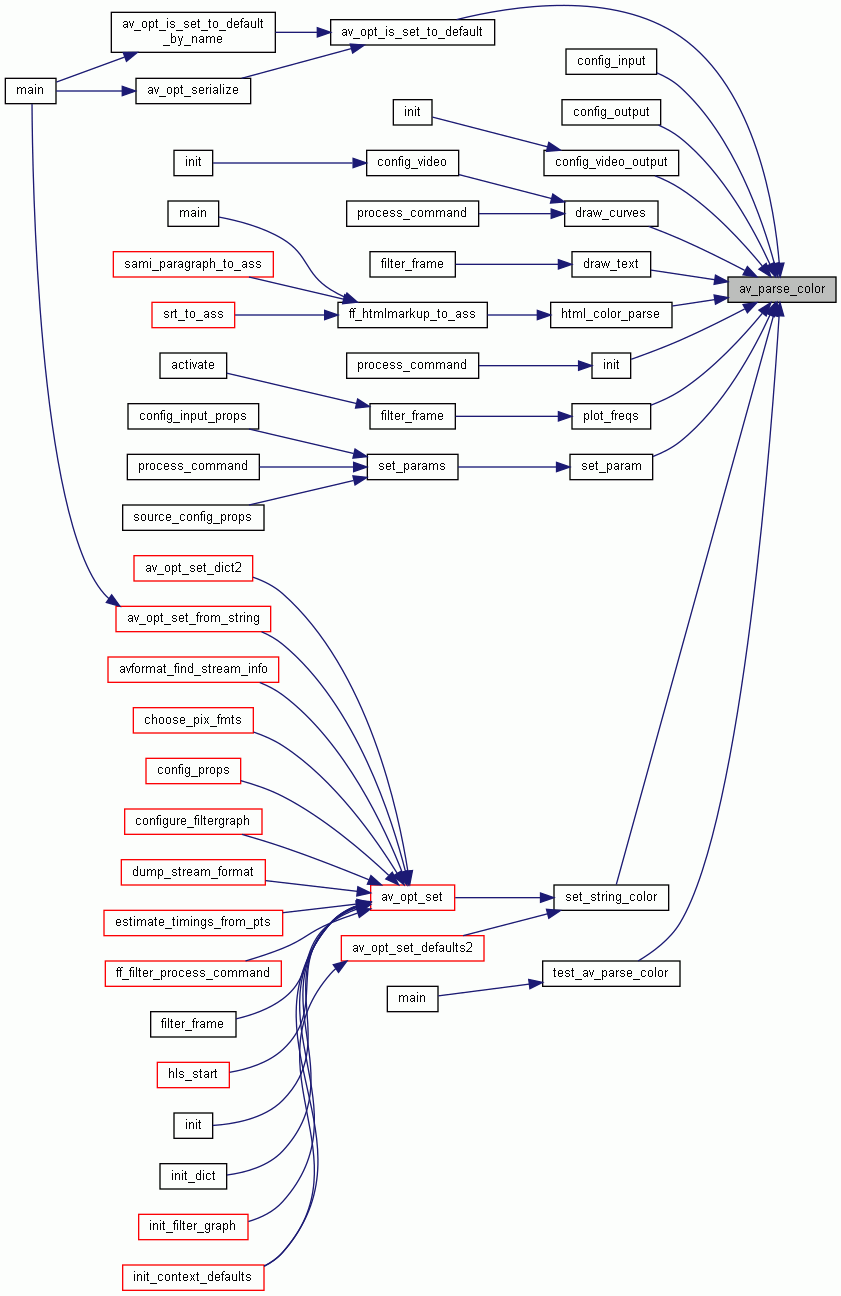 av_opt_is_set_to_default
_by_name
av_opt_is_set_to_default
config_input
main
av_opt_serialize
init
config_output
init
config_video
config_video_output
main
process_command
draw_curves
sami_paragraph_to_ass
filter_frame
draw_text
av_parse_color
srt_to_ass
ff_htmlmarkup_to_ass
html_color_parse
activate
process_command
init
config_input_props
filter_frame
plot_freqs
process_command
set_params
set_param
source_config_props
av_opt_set_dict2
av_opt_set_from_string
avformat_find_stream_info
choose_pix_fmts
config_props
configure_filtergraph
dump_stream_format
av_opt_set
set_string_color
estimate_timings_from_pts
av_opt_set_defaults2
ff_filter_process_command
test_av_parse_color
main
filter_frame
hls_start
init
init_dict
init_filter_graph
init_context_defaults